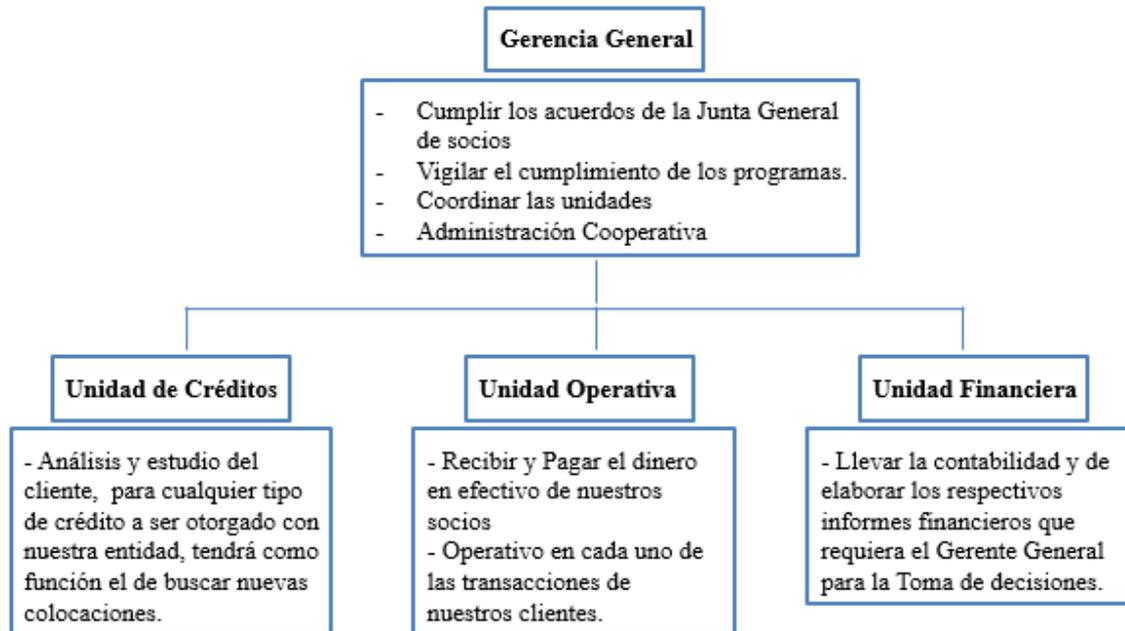 Gerencia General
- Cumplir los acuerdos de la Junta General
de socios
- Vigilar el cumplimiento de los programas.
- Coordinar las unidades
- Administración Cooperativa
Unidad de Créditos
- Análisis y estudio del
cliente, para cualquier tipo
de crédito a ser otorgado con
nuestra entidad, tendrá como
función el de buscar nuevas
colocaciones.
Unidad Operativa
- Recibir y Pagar el dinero
en efectivo de nuestros
socios
- Operativo en cada uno de
las transacciones de
nuestros clientes.
Unidad Financiera
- Llevar la contabilidad y de
elaborar los respectivos
informes financieros que
requiera el Gerente General
para la Toma de decisiones.